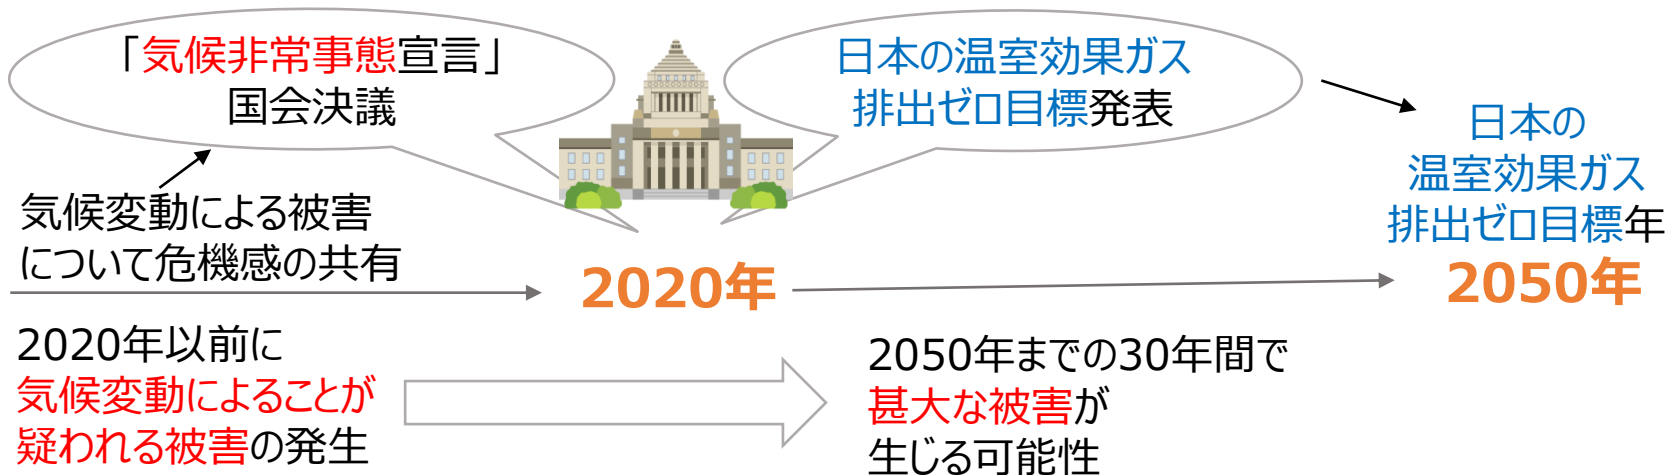 「気候非常事態宣言」
国会決議
日本の温室効果ガス
排出ゼロ目標発表
日本の
温室効果ガス
排出ゼロ目標年
2050年
気候変動による被害
について危機感の共有
2020年
2020年以前に
気候変動によることが
疑われる被害の発生
2050年までの30年間で
甚大な被害が
生じる可能性